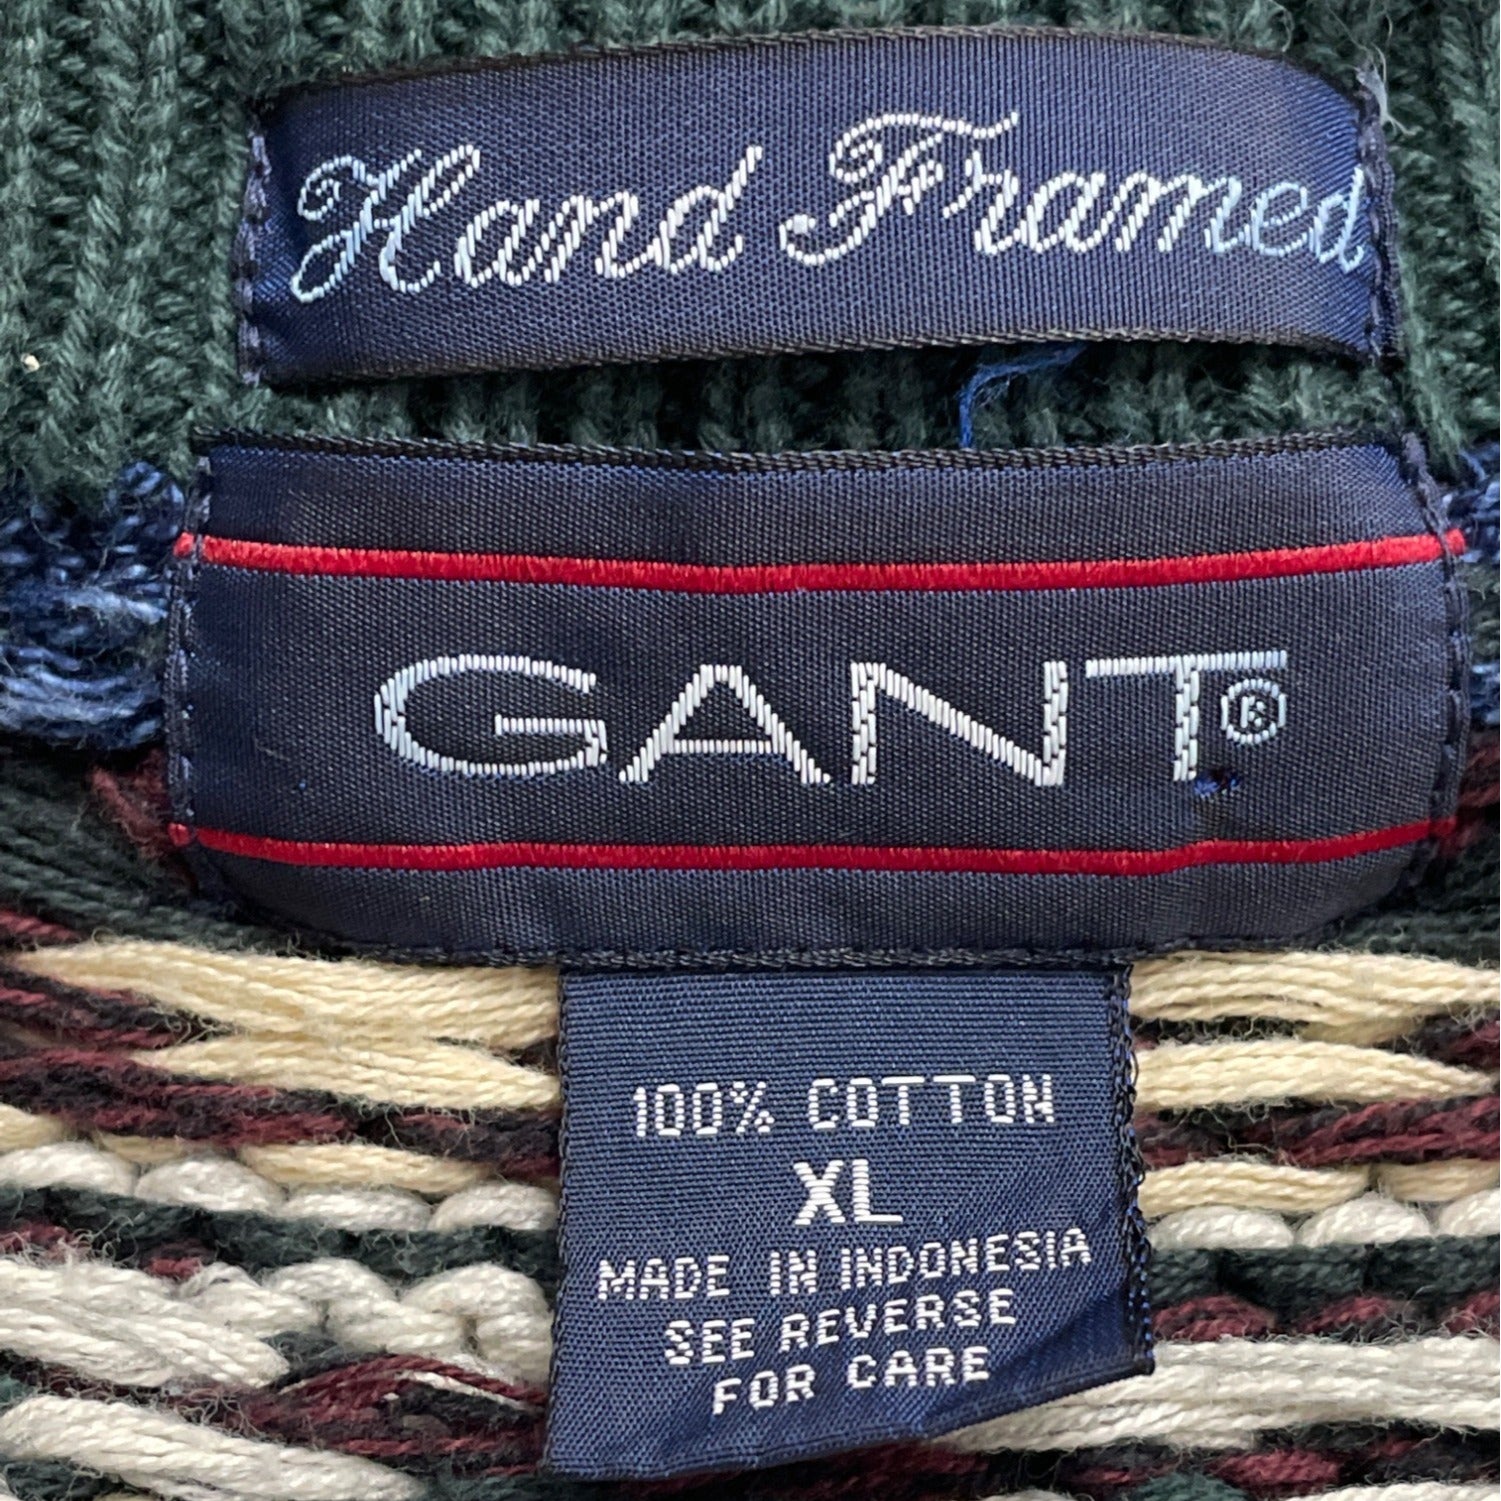 Hand Framed
GANT®
100% COTTON
XL
MADE IN INDONESIA
SEE REVERSE
FOR CARE